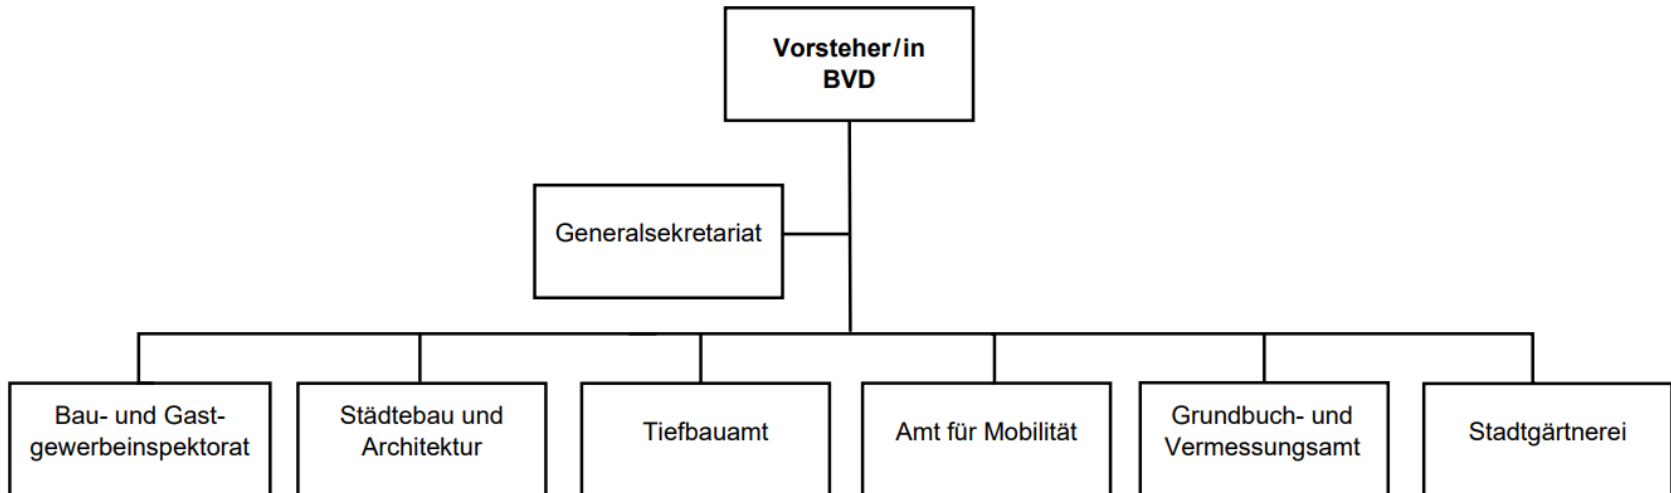 Vorsteher/in
BVD
Generalsekretariat
Bau- und Gast-
gewerbeinspektorat
Städtebau und
Architektur
Tiefbauamt
Amt für Mobilität
Grundbuch- und
Vermessungsamt
Stadtgärtnerei